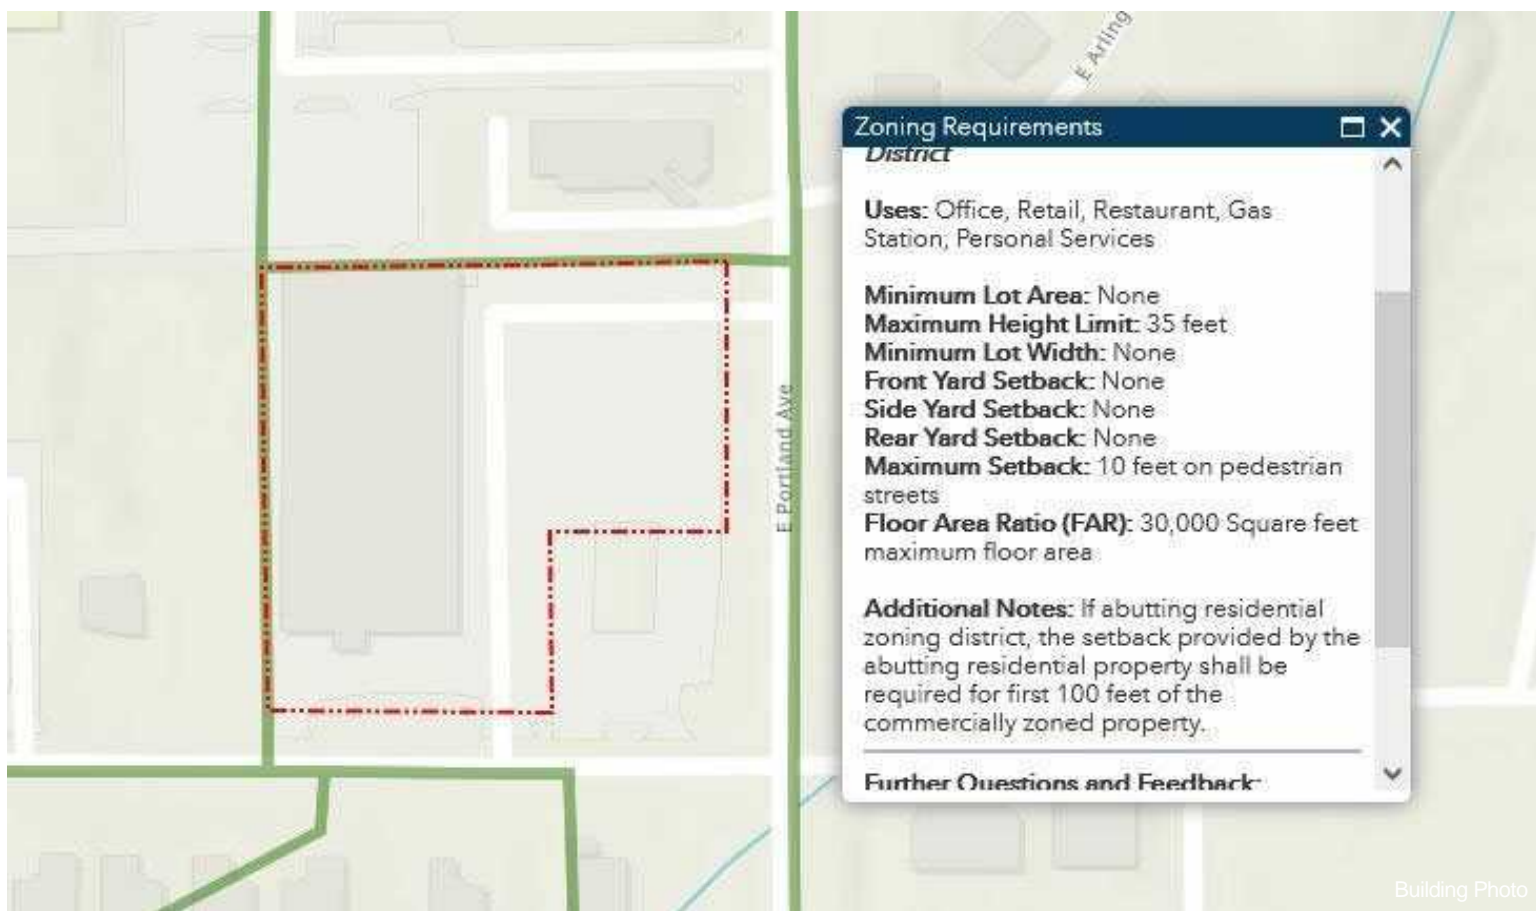 E Arling
Zoning Requirements
District
Uses: Office, Retail, Restaurant, Gas
Station, Personal Services
Minimum Lot Area: None
Maximum Height Limit: 35 feet
Minimum Lot Width: None
Front Yard Setback: None
Side Yard Setback: None
Rear Yard Setback: None
Maximum Setback: 10 feet on pedestrian
streets
Floor Area Ratio (FAR): 30,000 Square feet
maximum floor area
Additional Notes: If abutting residential
zoning district, the setback provided by the
abutting residential property shall be
required for first 100 feet of the
commercially zoned property.
Further Questions and Feedback:
E Portland Ave
Building Photo